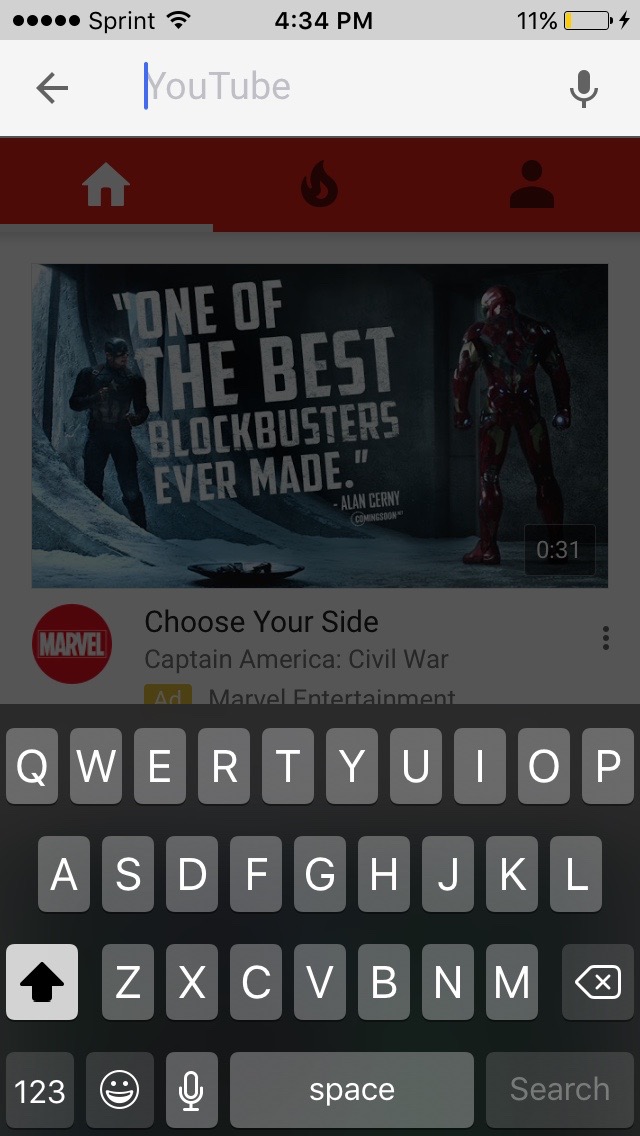 Sprint 4:34 PM 11%
YouTube
"ONE OF
THE BEST
BLOCKBUSTERS
EVER MADE."
- ALAN CERNY
COMINGSOON.NET
0:31
MARVEL
Choose Your Side
Captain America: Civil War
Ad Marvel Entertainment
Q W E R T Y U I O P
A S D F G H J K L
Z X C V B N M
123 space Search